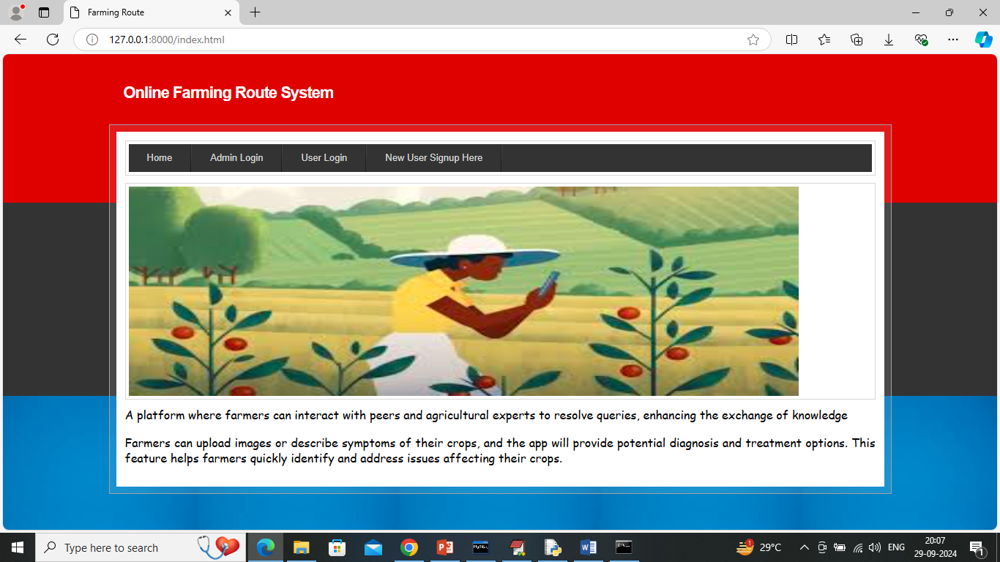 Farming Route
127.0.0.1:8000/index.html
Online Farming Route System
Home Admin Login User Login New User Signup Here
A platform where farmers can interact with peers and agricultural experts to resolve queries, enhancing the exchange of knowledge
Farmers can upload images or describe symptoms of their crops, and the app will provide potential diagnosis and treatment options. This
feature helps farmers quickly identify and address issues affecting their crops.
Type here to search
1
29°C
ENG
20:07
29-09-2024
1